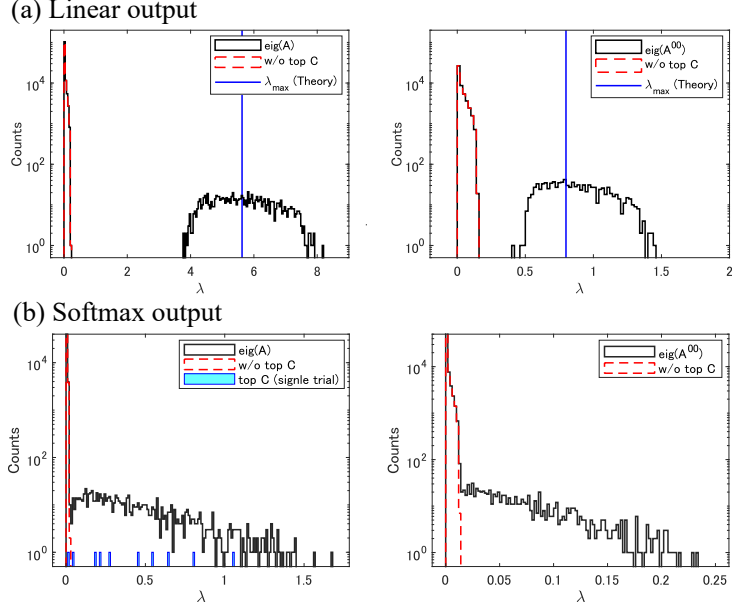 (a) Linear output
eig(A)
w/o top C
λmax (Theory)
10^4
10^2
10^0
Counts
0 2 4 6 8
λ
eig(A^00)
w/o top C
λmax (Theory)
10^4
10^2
10^0
Counts
0 0.5 1 1.5 2
λ
(b) Softmax output
eig(A)
w/o top C
top C (signle trial)
10^4
10^2
10^0
Counts
0 0.5 1 1.5
λ
eig(A^00)
w/o top C
10^4
10^2
10^0
Counts
0 0.05 0.1 0.15 0.2 0.25
λ